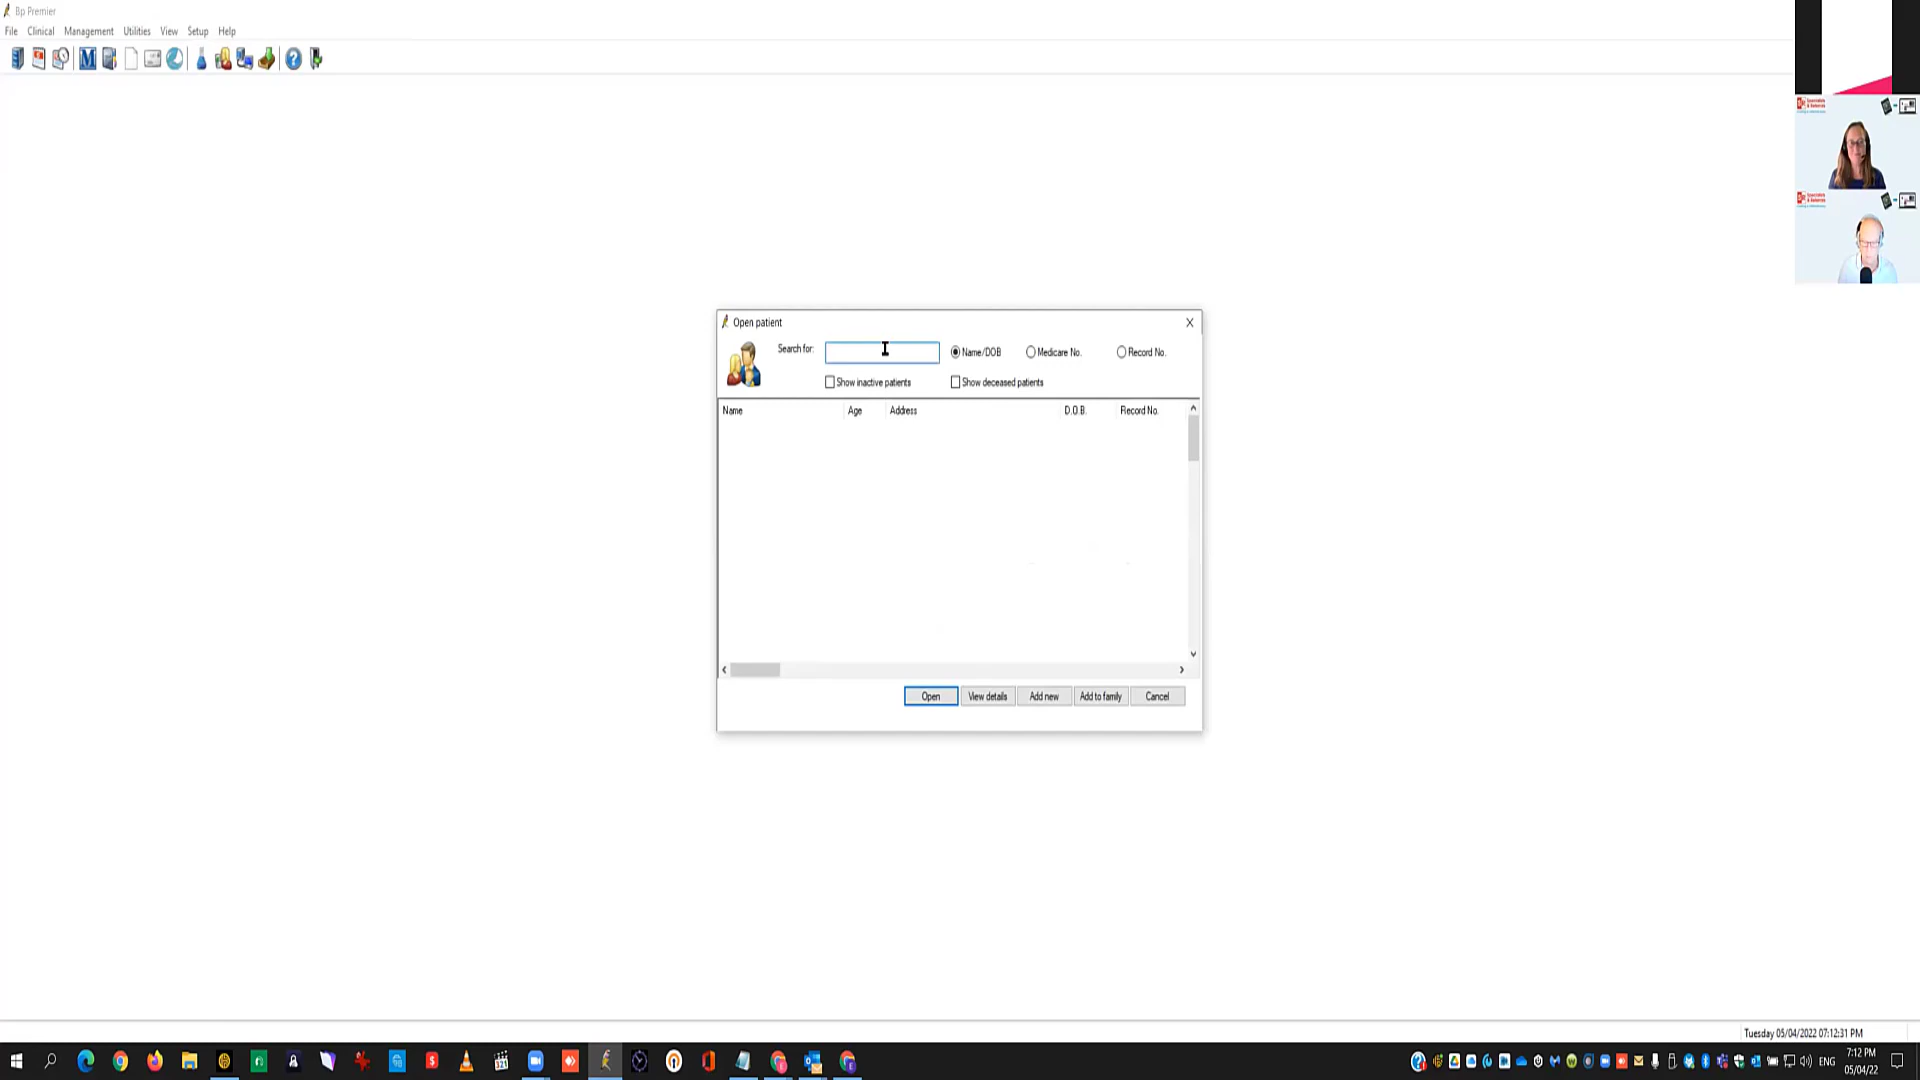 Bp Premier
File Clinical Management Utilities View Setup Help
Open patient
Search for: Name/DOB Medicare No. Record No.
Show inactive patients Show deceased patients
Name Age Address D.O.B. Record No.
Open View details Add new Add to family Cancel
Tuesday 05/04/2022 07:12:31 PM
ENG 7:12 PM
05/04/22